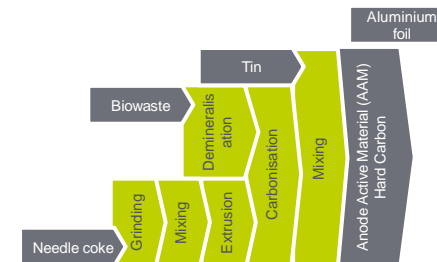 Aluminium
foil
Tin
Biowaste
Demineralis
ation
Carbonisation
Mixing
Anode Active Material (AAM)
Hard Carbon
Needle coke
Grinding
Mixing
Extrusion